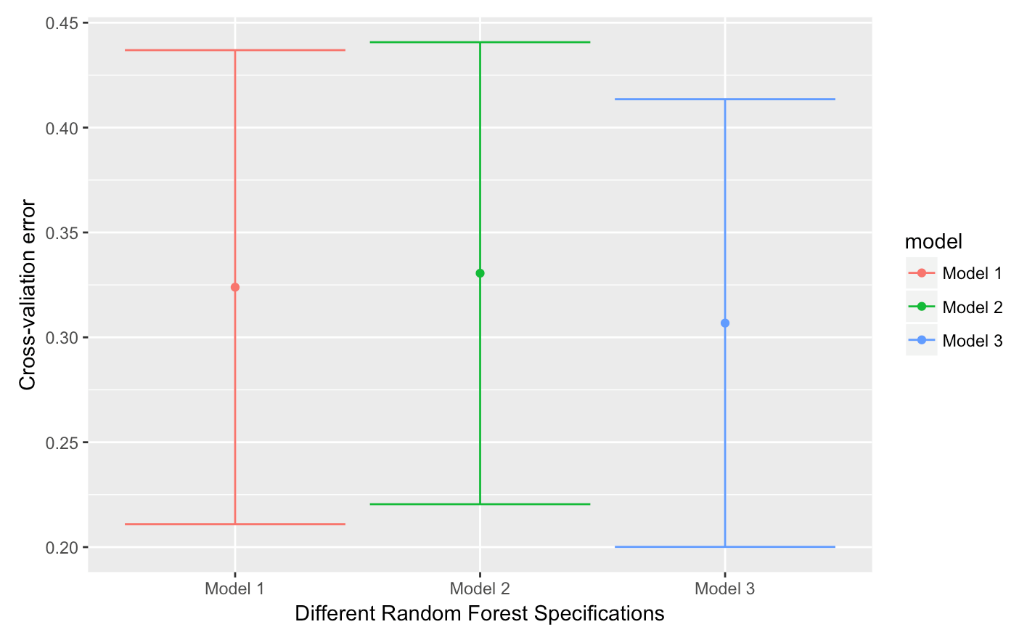 0.45
0.40
0.35
0.30
0.25
0.20
Cross-valiation error
Model 1
Model 2
Model 3
Different Random Forest Specifications
model
Model 1
Model 2
Model 3